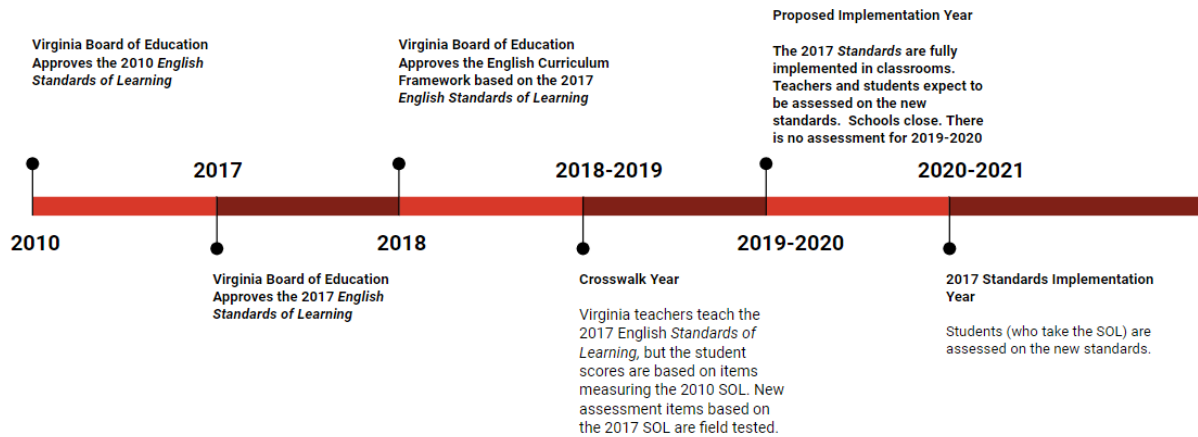 Virginia Board of Education
Approves the 2010 English
Standards of Learning
2010
2017
Virginia Board of Education
Approves the 2017 English
Standards of Learning
Virginia Board of Education
Approves the English Curriculum
Framework based on the 2017
English Standards of Learning
2018
2018-2019
Crosswalk Year
Virginia teachers teach the
2017 English Standards of
Learning, but the student
scores are based on items
measuring the 2010 SOL. New
assessment items based on
the 2017 SOL are field tested.
Proposed Implementation Year
The 2017 Standards are fully
implemented in classrooms.
Teachers and students expect to
be assessed on the new
standards.  Schools close. There
is no assessment for 2019-2020
2019-2020
2020-2021
2017 Standards Implementation
Year
Students (who take the SOL) are
assessed on the new standards.